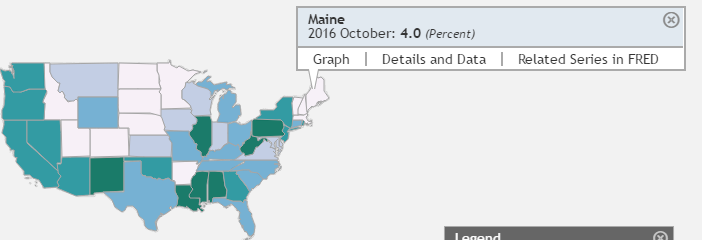 Maine
2016 October: 4.0 (Percent)
Graph | Details and Data | Related Series in FRED
Legend